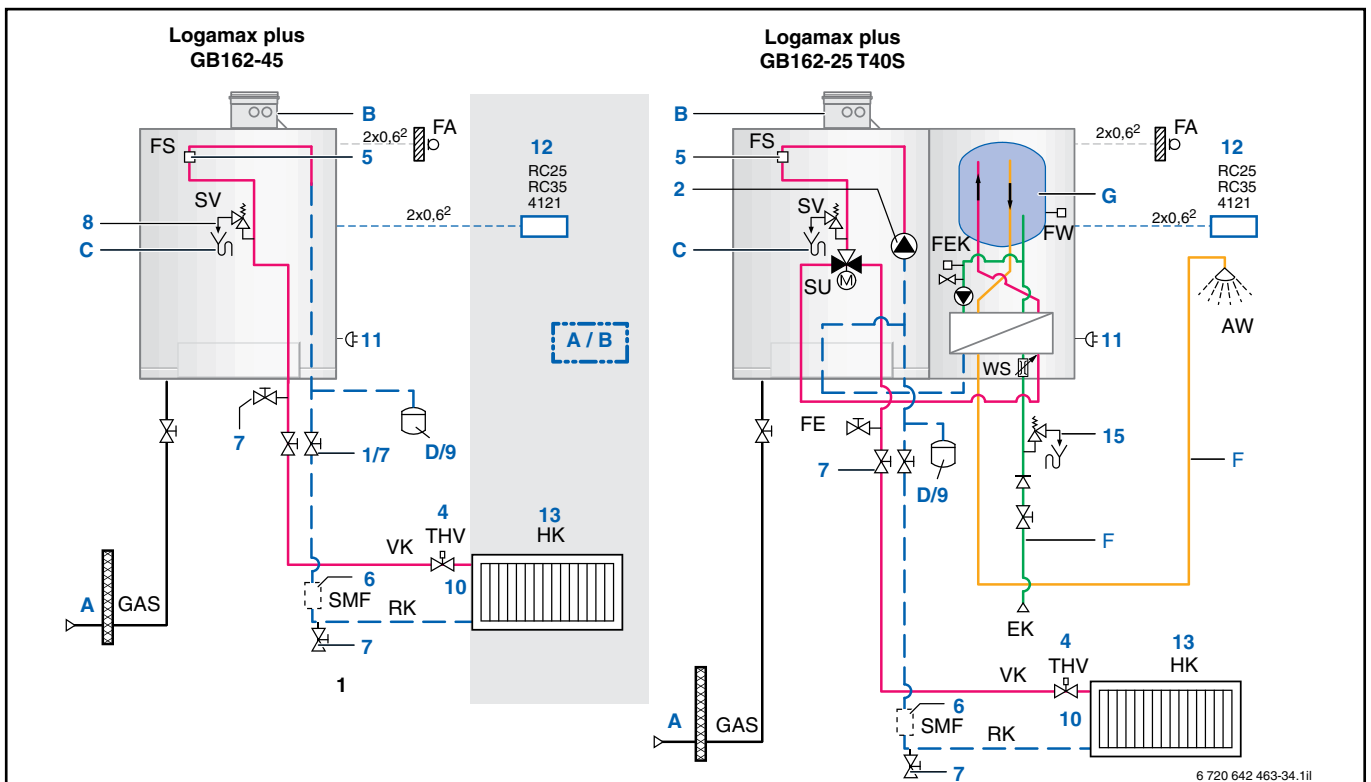 Logamax plus
GB162-45
B
FS
5
2x0,6²
FA
12
RC25
RC35
4121
SV
8
C
2x0,6²
A / B
11
7
1/7
D/9
4
THV
13
HK
VK
6
SMF
10
RK
A
GAS
7
1
Logamax plus
GB162-25 T40S
B
FS
5
2
2x0,6²
FA
12
RC25
RC35
4121
G
SV
C
FEK
FW
2x0,6²
SU
M
AW
11
WS
FE
15
7
D/9
F
F
EK
4
THV
13
HK
VK
6
SMF
10
RK
A
GAS
7
6 720 642 463-34.1il